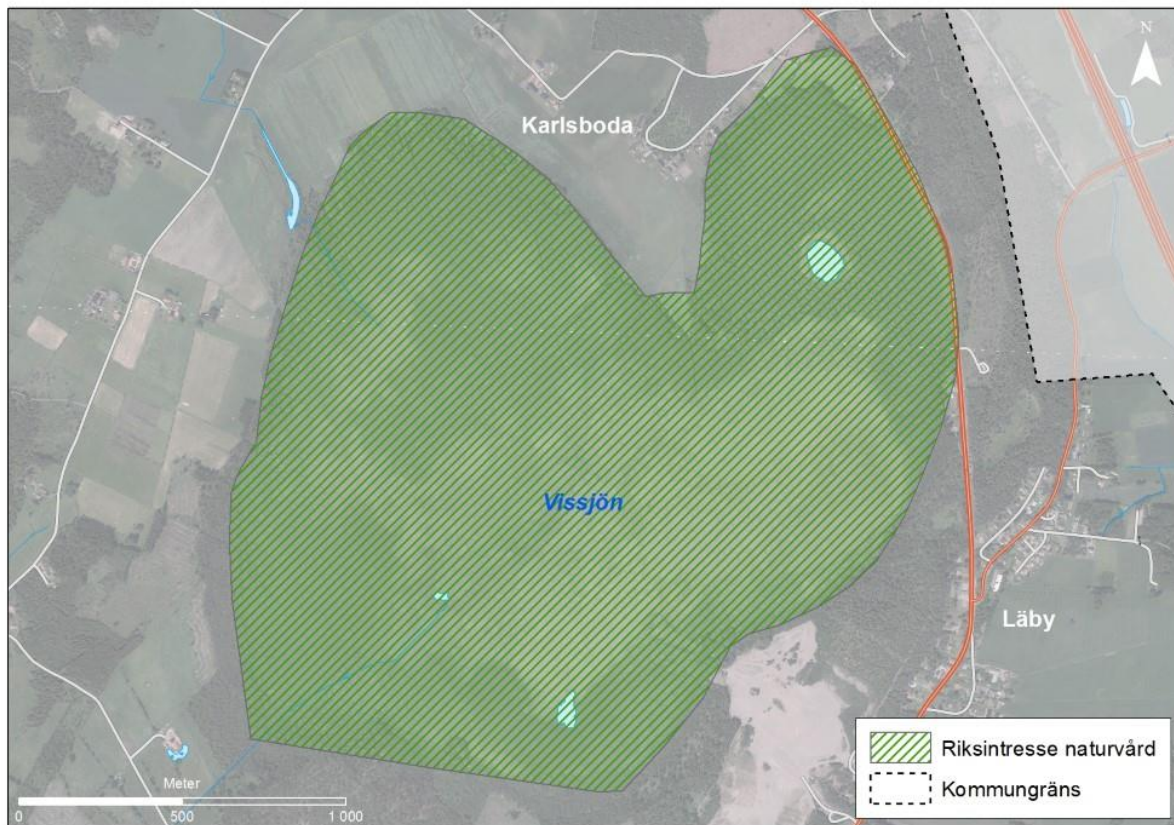 N
Karlsboda
Vissjön
Läby
Meter
0 500 1 000
Riksintresse naturvård
Kommungräns